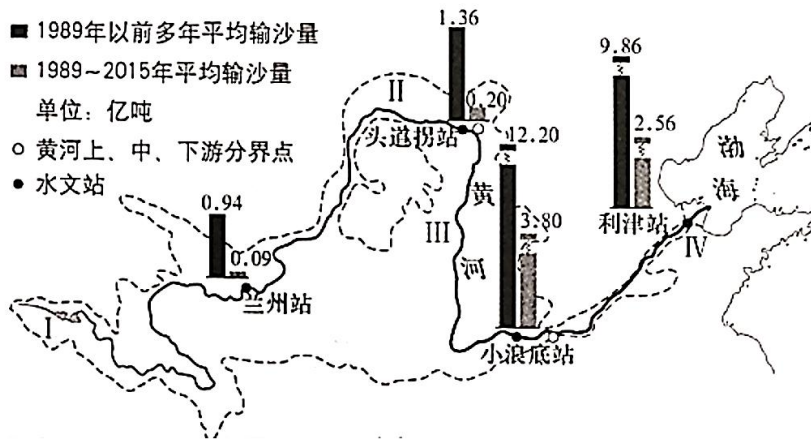 1989年以前多年平均输沙量
1989~2015年平均输沙量
单位：亿吨
黄河上、中、下游分界点
水文站
1.36
0.20
头道拐站
II
0.94
0.09
兰州站
I
III
黄
河
12.20
3.80
小浪底站
9.86
2.56
利津站
IV
渤
海